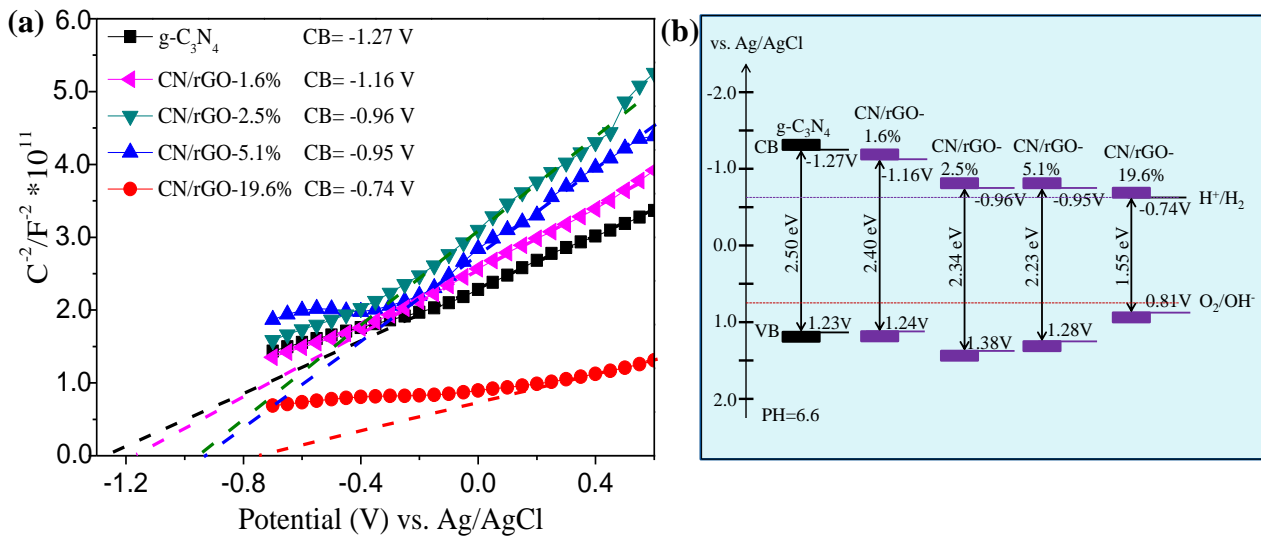 (a)
6.0
5.0
4.0
3.0
2.0
1.0
0.0
C⁻²/F⁻² *10¹¹
g-C₃N₄ CB= -1.27 V
CN/rGO-1.6% CB= -1.16 V
CN/rGO-2.5% CB= -0.96 V
CN/rGO-5.1% CB= -0.95 V
CN/rGO-19.6% CB= -0.74 V
-1.2 -0.8 -0.4 0.0 0.4
Potential (V) vs. Ag/AgCl
(b)
vs. Ag/AgCl
-2.0
-1.0
0.0
1.0
2.0
CB
VB
g-C₃N₄
-1.27V
2.50 eV
1.23V
CN/rGO-
1.6%
-1.16V
2.40 eV
1.24V
CN/rGO-
2.5%
-0.96V
2.34 eV
1.38V
CN/rGO-
5.1%
-0.95V
2.23 eV
1.28V
CN/rGO-
19.6%
-0.74V
1.55 eV
0.81V
H⁺/H₂
O₂/OH⁻
PH=6.6